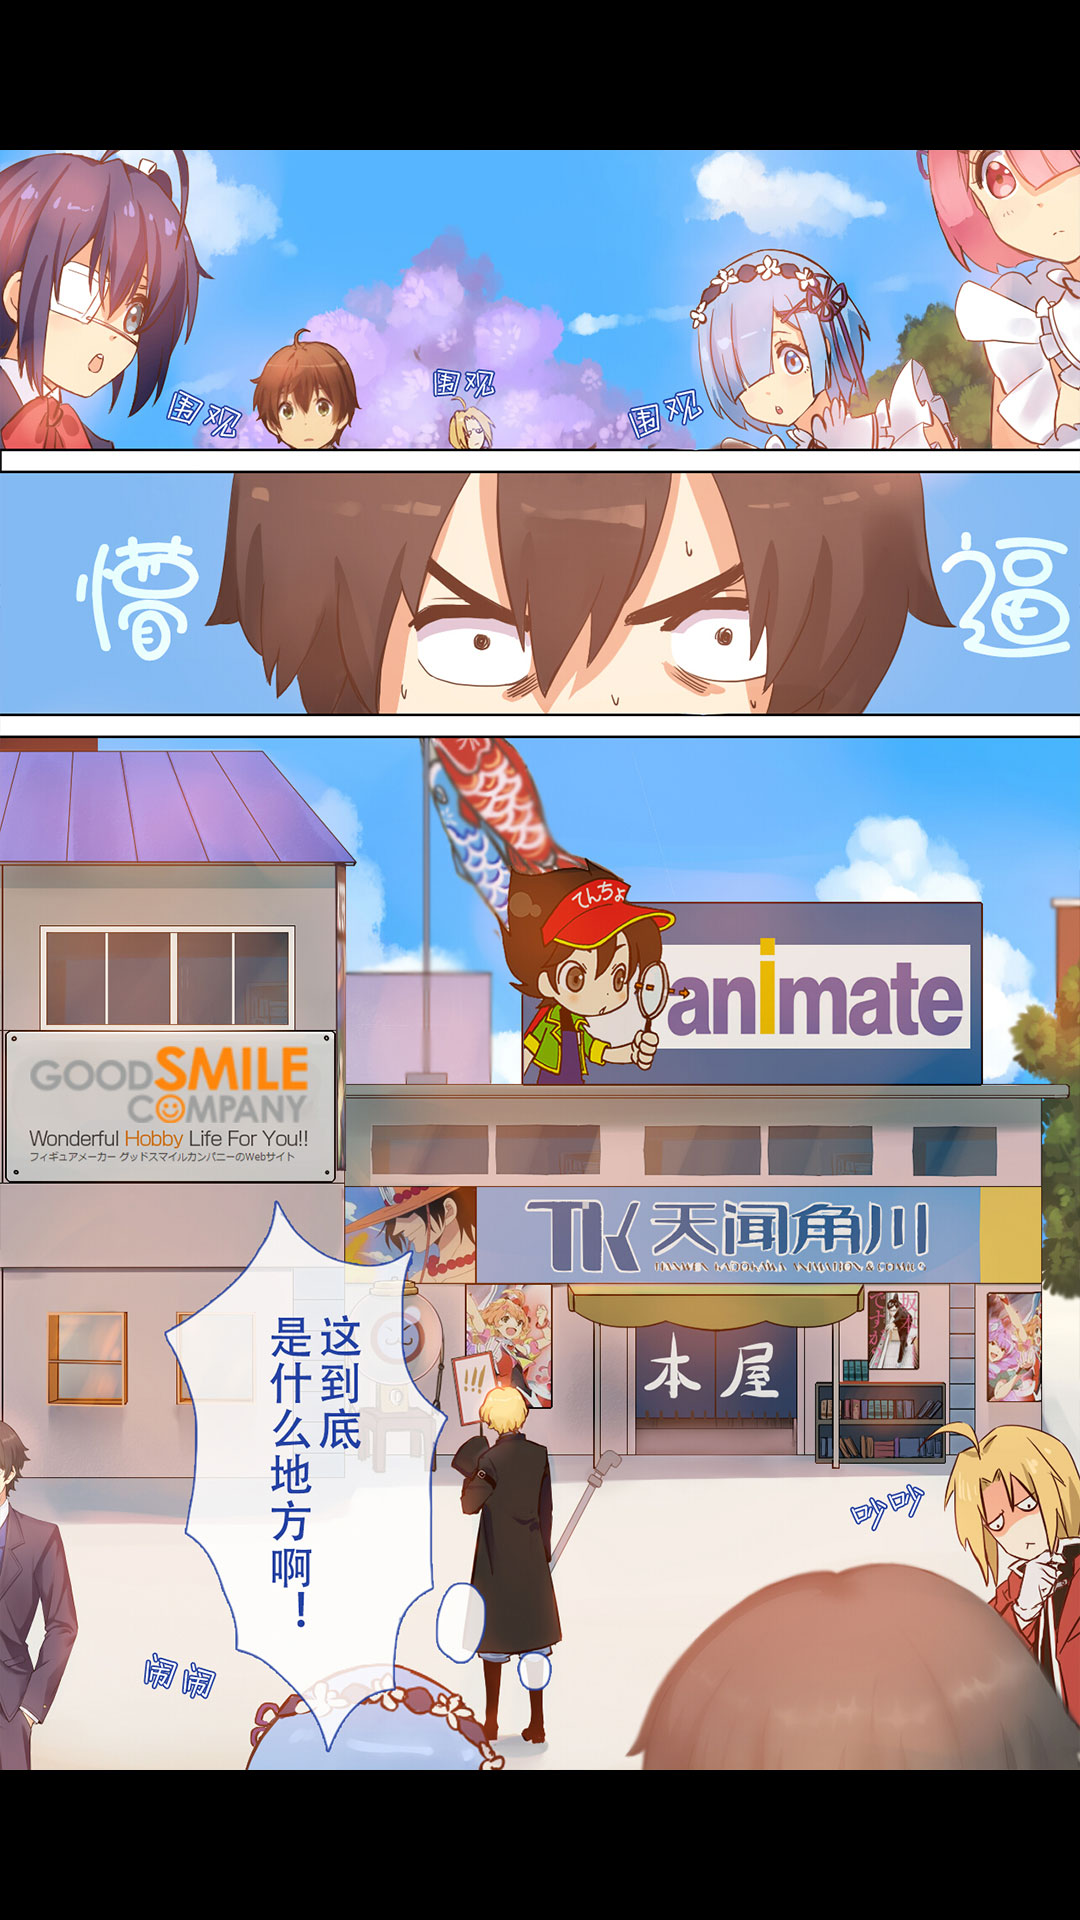 围观
围观
围观
懵逼
てんちょ
animate
GOOD SMILE
COMPANY
Wonderful Hobby Life For You!!
フィギュアメーカー グッドスマイルカンパニーのWebサイト
TK 天闻角川
本屋
!!!
这到底
是什么地方啊！
吵吵
闹闹